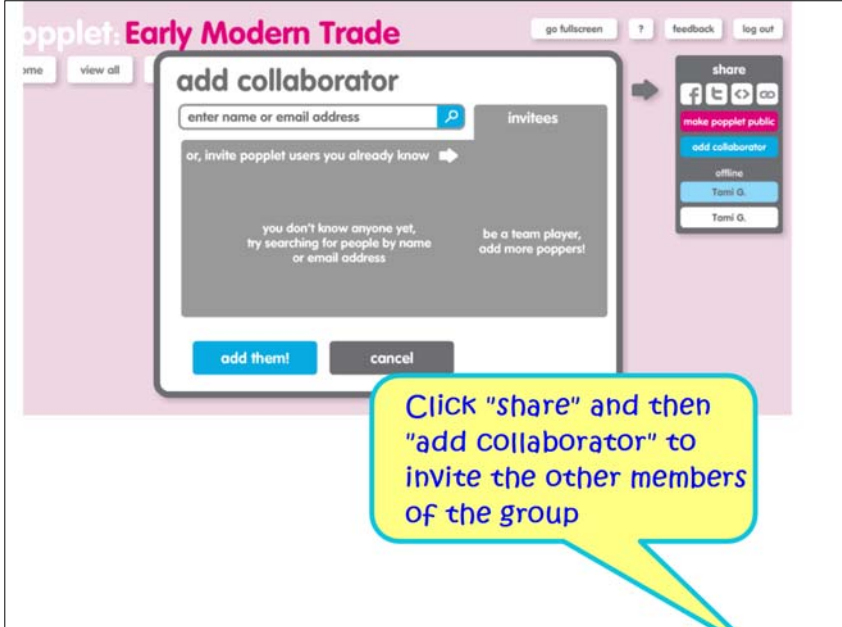 opplet: Early Modern Trade
go fullscreen ? feedback log out
ome view all
add collaborator
enter name or email address
invitees
or, invite popplet users you already know
you don't know anyone yet,
try searching for people by name
or email address
be a team player,
add more poppers!
add them! cancel
share
make popplet public
add collaborator
offline
Tami G.
Tami G.
Click "share" and then
"add collaborator" to
invite the other members
of the group